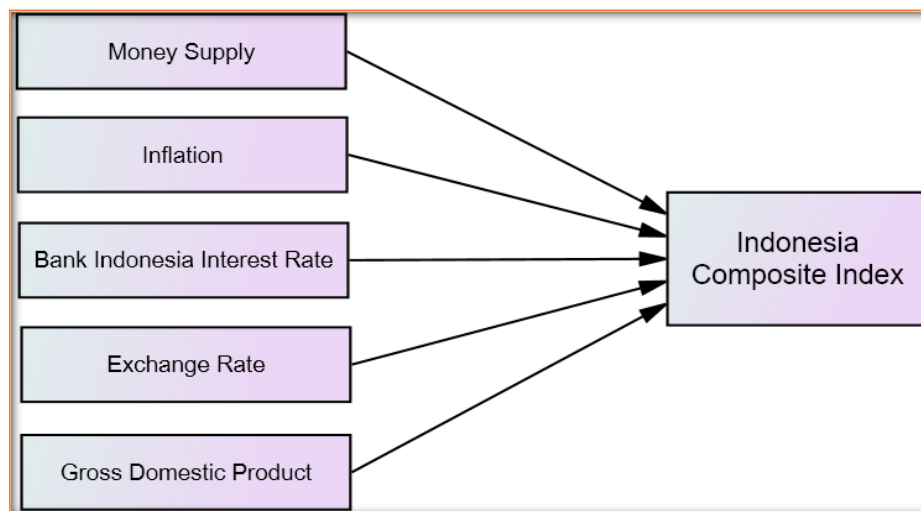 Money Supply
Inflation
Bank Indonesia Interest Rate
Exchange Rate
Gross Domestic Product
Indonesia
Composite Index